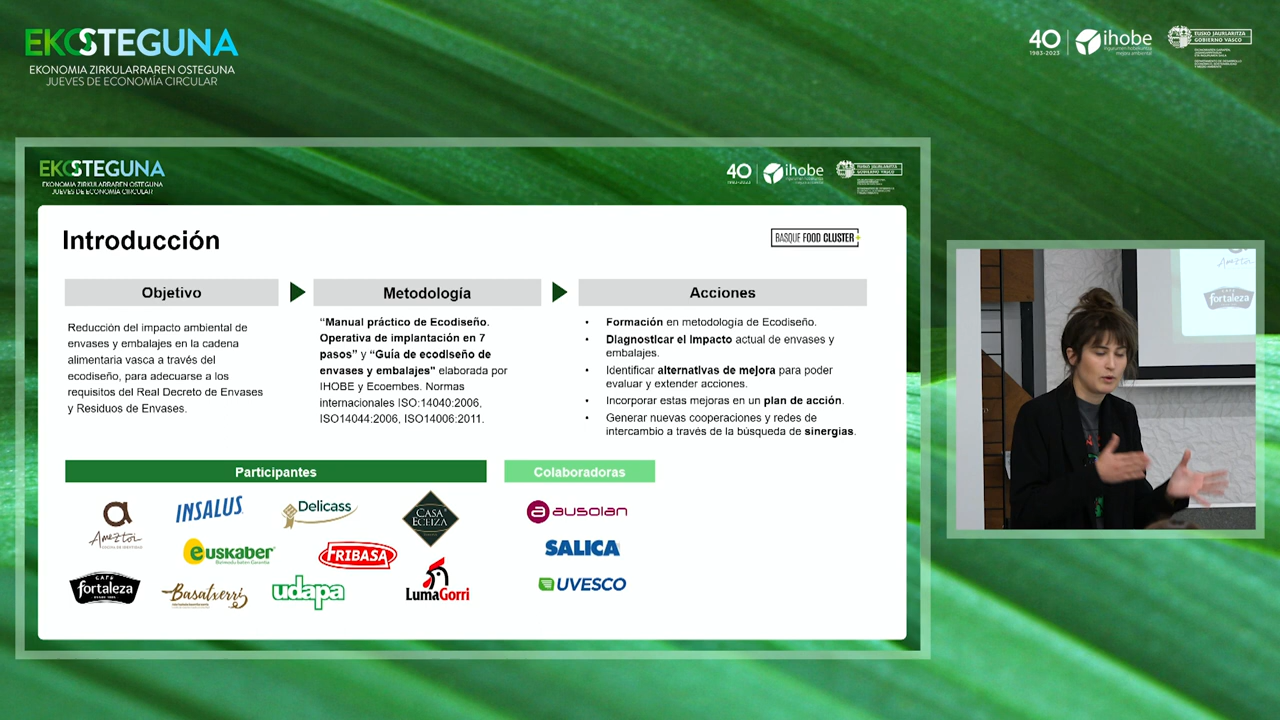 EKOSTEGUNA
EKONOMIA ZIRKULARRAREN OSTEGUNA
JUEVES DE ECONOMÍA CIRCULAR
40
1983-2023
ihobe
EUSKO JAURLARITZA
GOBIERNO VASCO
EKOSTEGUNA
EKONOMIA ZIRKULARRAREN OSTEGUNA
JUEVES DE ECONOMÍA CIRCULAR
40
1983-2023
ihobe
EUSKO JAURLARITZA
GOBIERNO VASCO
Introducción
BASQUE FOOD CLUSTER
Objetivo
Reducción del impacto ambiental de
envases y embalajes en la cadena
alimentaria vasca a través del
ecodiseño, para adecuarse a los
requisitos del Real Decreto de Envases
y Residuos de Envases.
Metodología
“Manual práctico de Ecodiseño.
Operativa de implantación en 7
pasos” y “Guía de ecodiseño de
envases y embalajes” elaborada por
IHOBE y Ecoembes. Normas
internacionales ISO:14040:2006,
ISO14044:2006, ISO14006:2011.
Acciones
• Formación en metodología de Ecodiseño.
• Diagnosticar el impacto actual de envases y
embalajes.
• Identificar alternativas de mejora para poder
evaluar y extender acciones.
• Incorporar estas mejoras en un plan de acción.
• Generar nuevas cooperaciones y redes de
intercambio a través de la búsqueda de sinergias.
Participantes
Ameztoi
INSALUS
Delicass
CASA
ECEIZA
euskaber
FRIBASA
CAFÉ
fortaleza
Basatxerri
udapa
LumaGorri
Colaboradoras
ausolan
SALICA
UVESCO
Ameztoi
CAFÉ
fortaleza